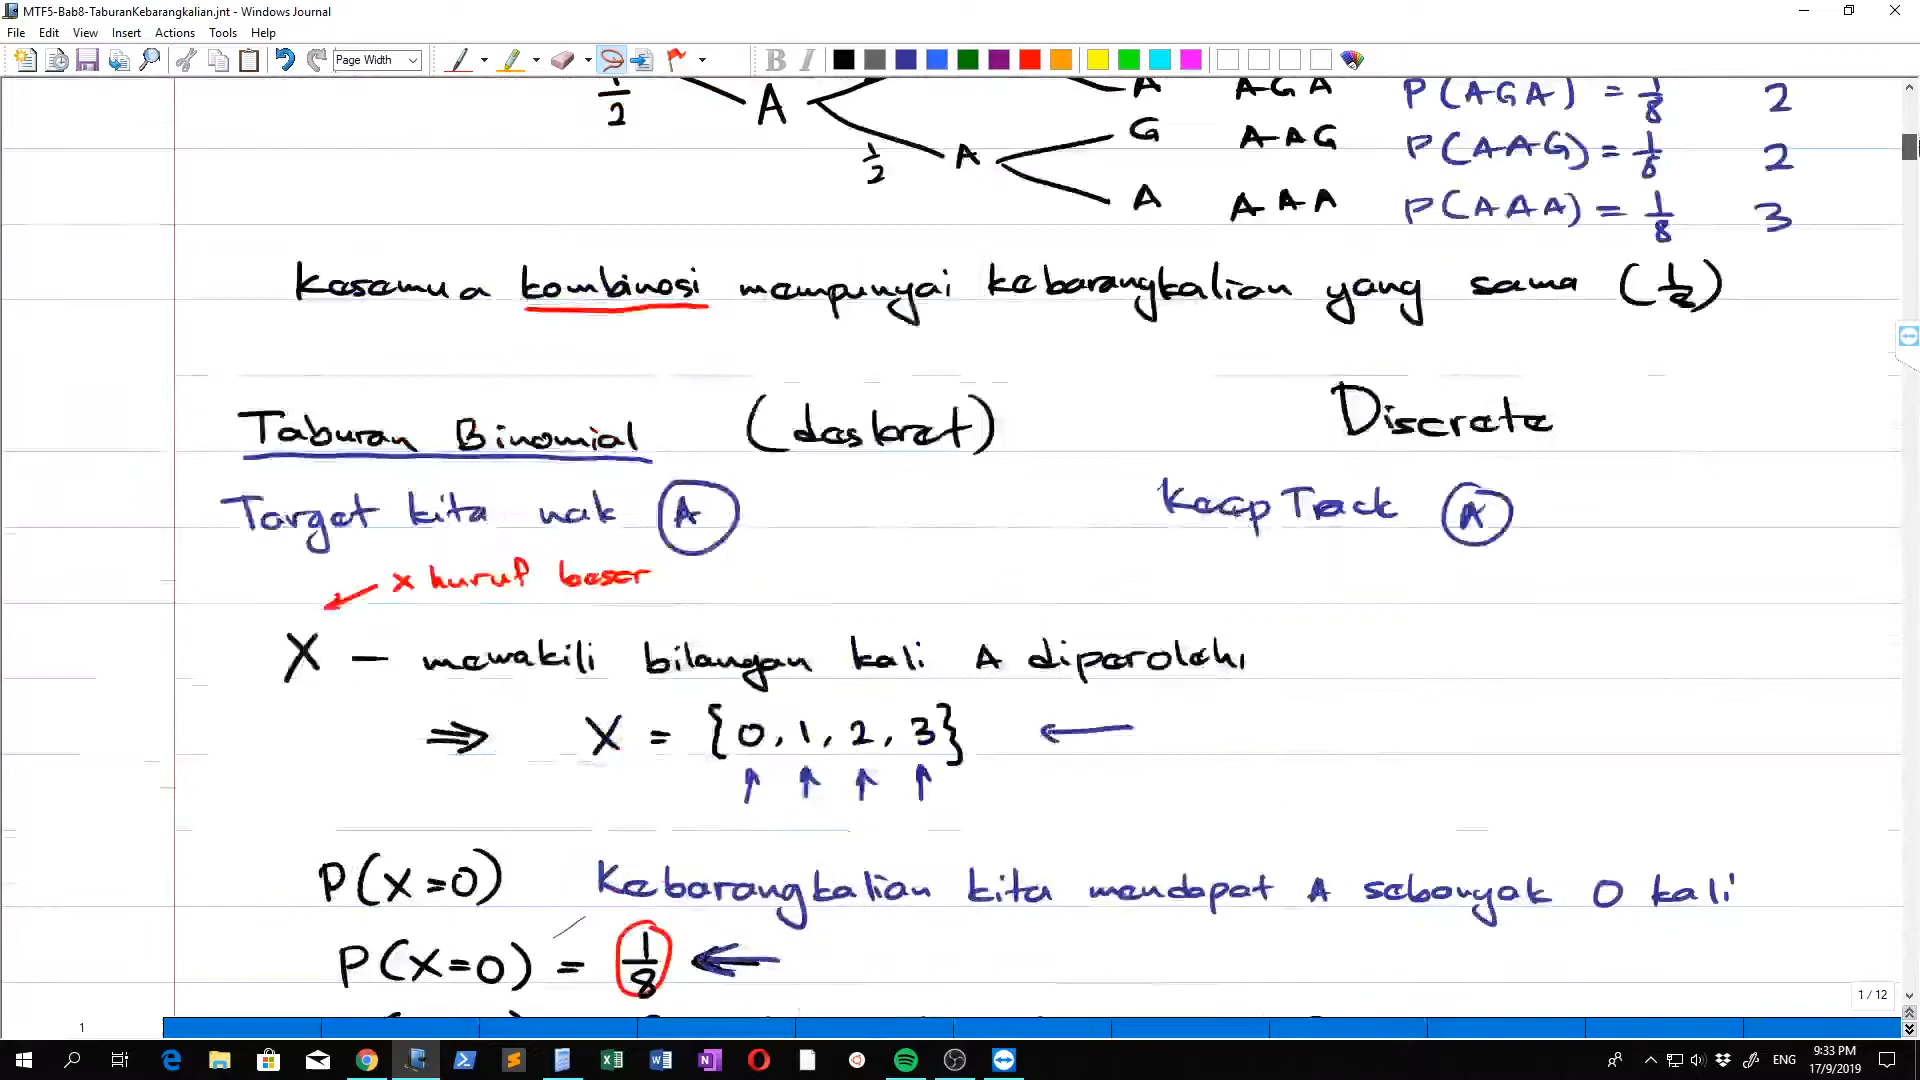 MTF5-Bab8-TaburanKebarangkalian.jnt - Windows Journal
File Edit View Insert Actions Tools Help
Page Width
1/2 A A AGA P(AGA) = 1/8 2
G AAG P(AAG) = 1/8 2
1/2 A
A AAA P(AAA) = 1/8 3
Kesemua kombinasi mempunyai kebarangkalian yang sama (1/8)
Taburan Binomial (deskret) Discrete
Target kita nak A Keep Track A
x huruf besar
X – mewakili bilangan kali A diperolehi
⇒ X = {0, 1, 2, 3} ←
↑ ↑ ↑ ↑
P(X=0) Kebarangkalian kita mendapat A sebanyak 0 kali
P(X=0) = 1/8 ←
1 / 12
1
ENG 9:33 PM
17/9/2019